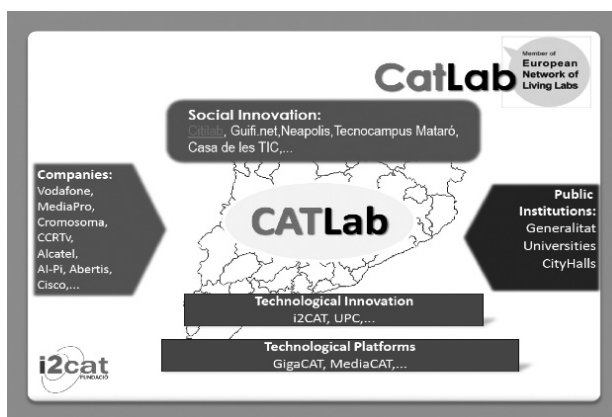 CatLab
Member of
European
Network of
Living Labs
Social Innovation:
Citilab, Guifi.net,Neapolis,Tecnocampus Mataró,
Casa de les TIC,...
Companies:
Vodafone,
MediaPro,
Cromosoma,
CCRTv,
Alcatel,
Al-Pi, Abertis,
Cisco,...
CATLab
Public
Institutions:
Generalitat
Universities
CityHalls
Technological Innovation
i2CAT, UPC,...
Technological Platforms
GigaCAT, MediaCAT,...
i2cat
FUNDACIÓ